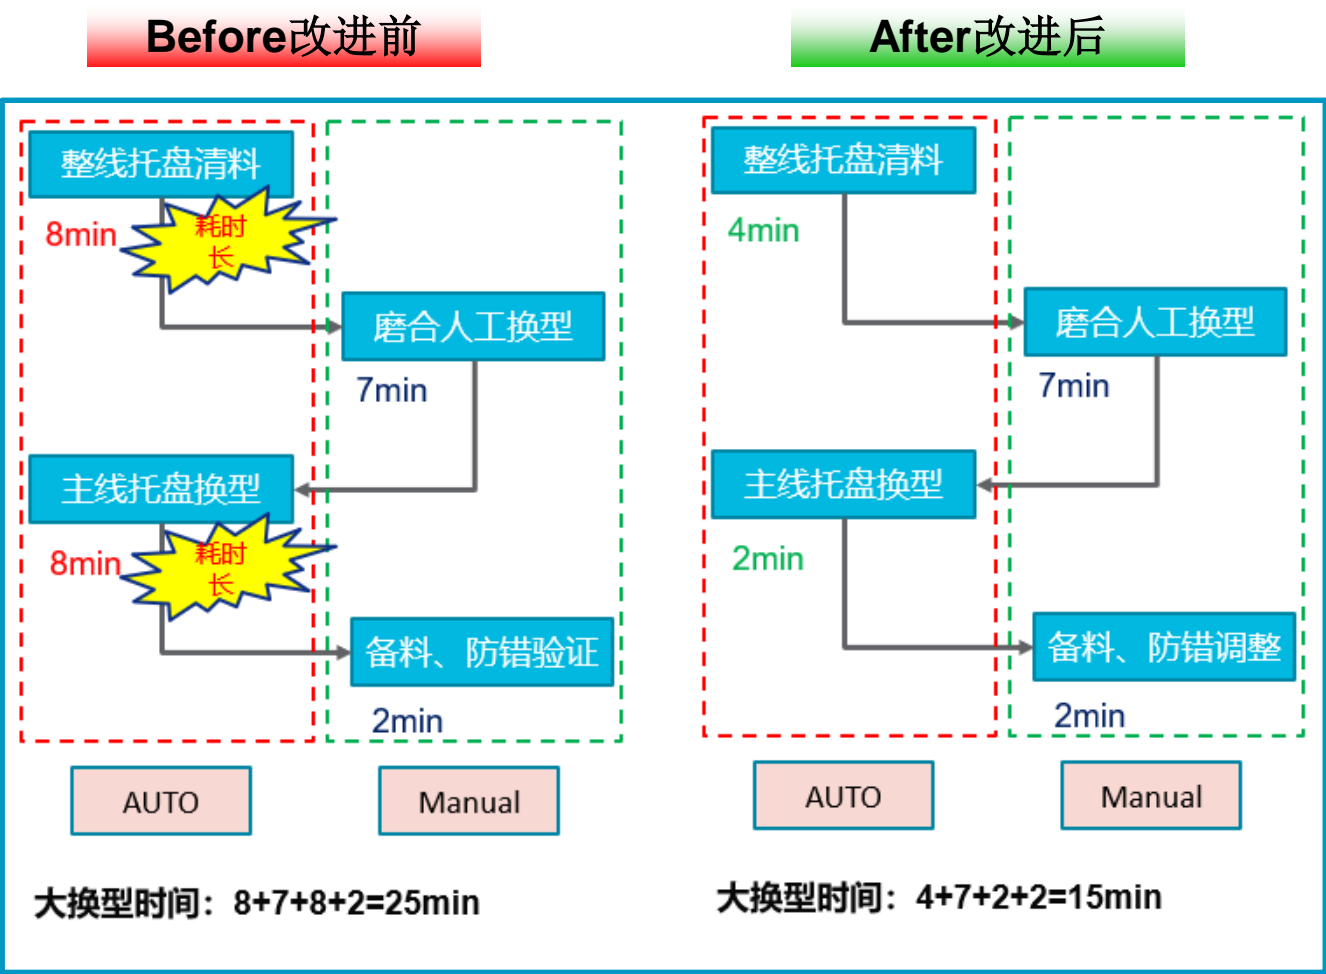 Before改进前
After改进后
整线托盘清料
8min
耗时
长
磨合人工换型
7min
主线托盘换型
8min
耗时
长
备料、防错验证
2min
AUTO
Manual
大换型时间：8+7+8+2=25min
整线托盘清料
4min
磨合人工换型
7min
主线托盘换型
2min
备料、防错调整
2min
AUTO
Manual
大换型时间：4+7+2+2=15min